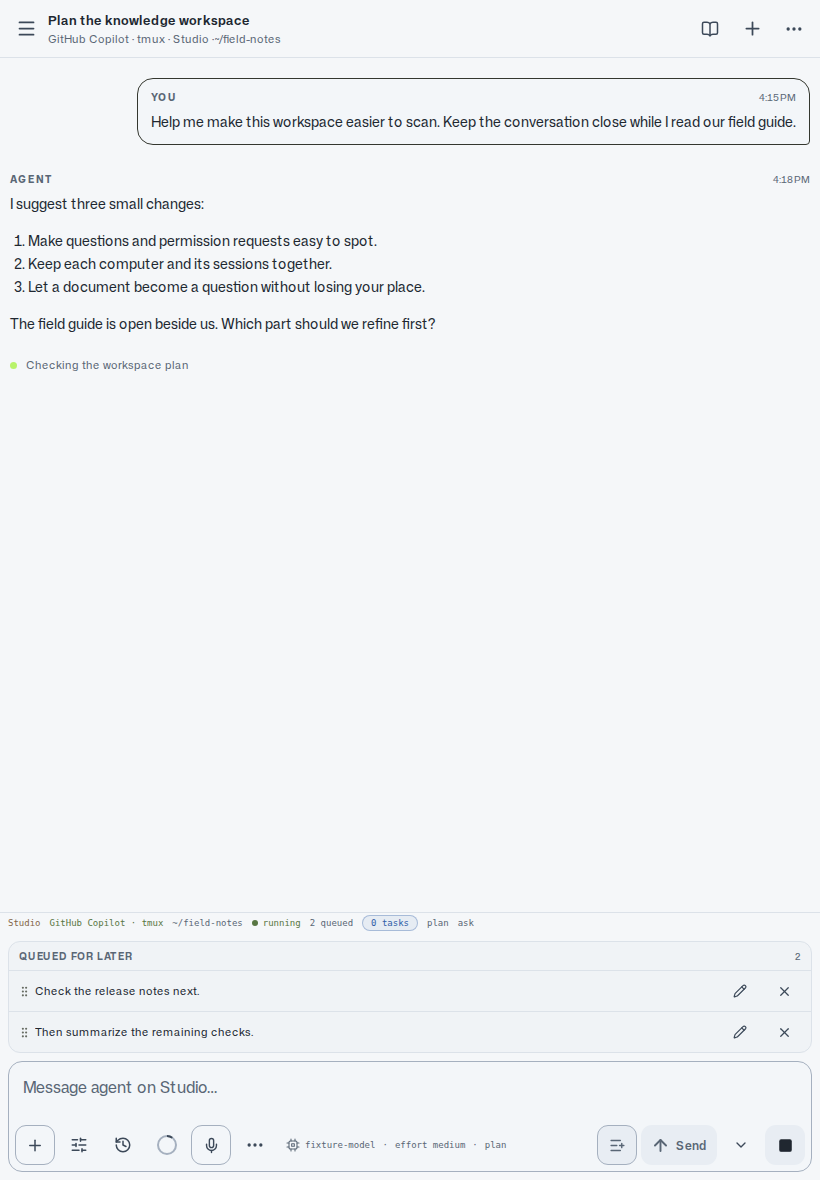 Plan the knowledge workspace
GitHub Copilot · tmux · Studio · ~/field-notes
YOU
4:15 PM
Help me make this workspace easier to scan. Keep the conversation close while I read our field guide.
AGENT
4:18 PM
I suggest three small changes:
1. Make questions and permission requests easy to spot.
2. Keep each computer and its sessions together.
3. Let a document become a question without losing your place.
The field guide is open beside us. Which part should we refine first?
Checking the workspace plan
Studio GitHub Copilot · tmux ~/field-notes running 2 queued 0 tasks plan ask
QUEUED FOR LATER 2
Check the release notes next.
Then summarize the remaining checks.
Message agent on Studio...
fixture-model · effort medium · plan
Send